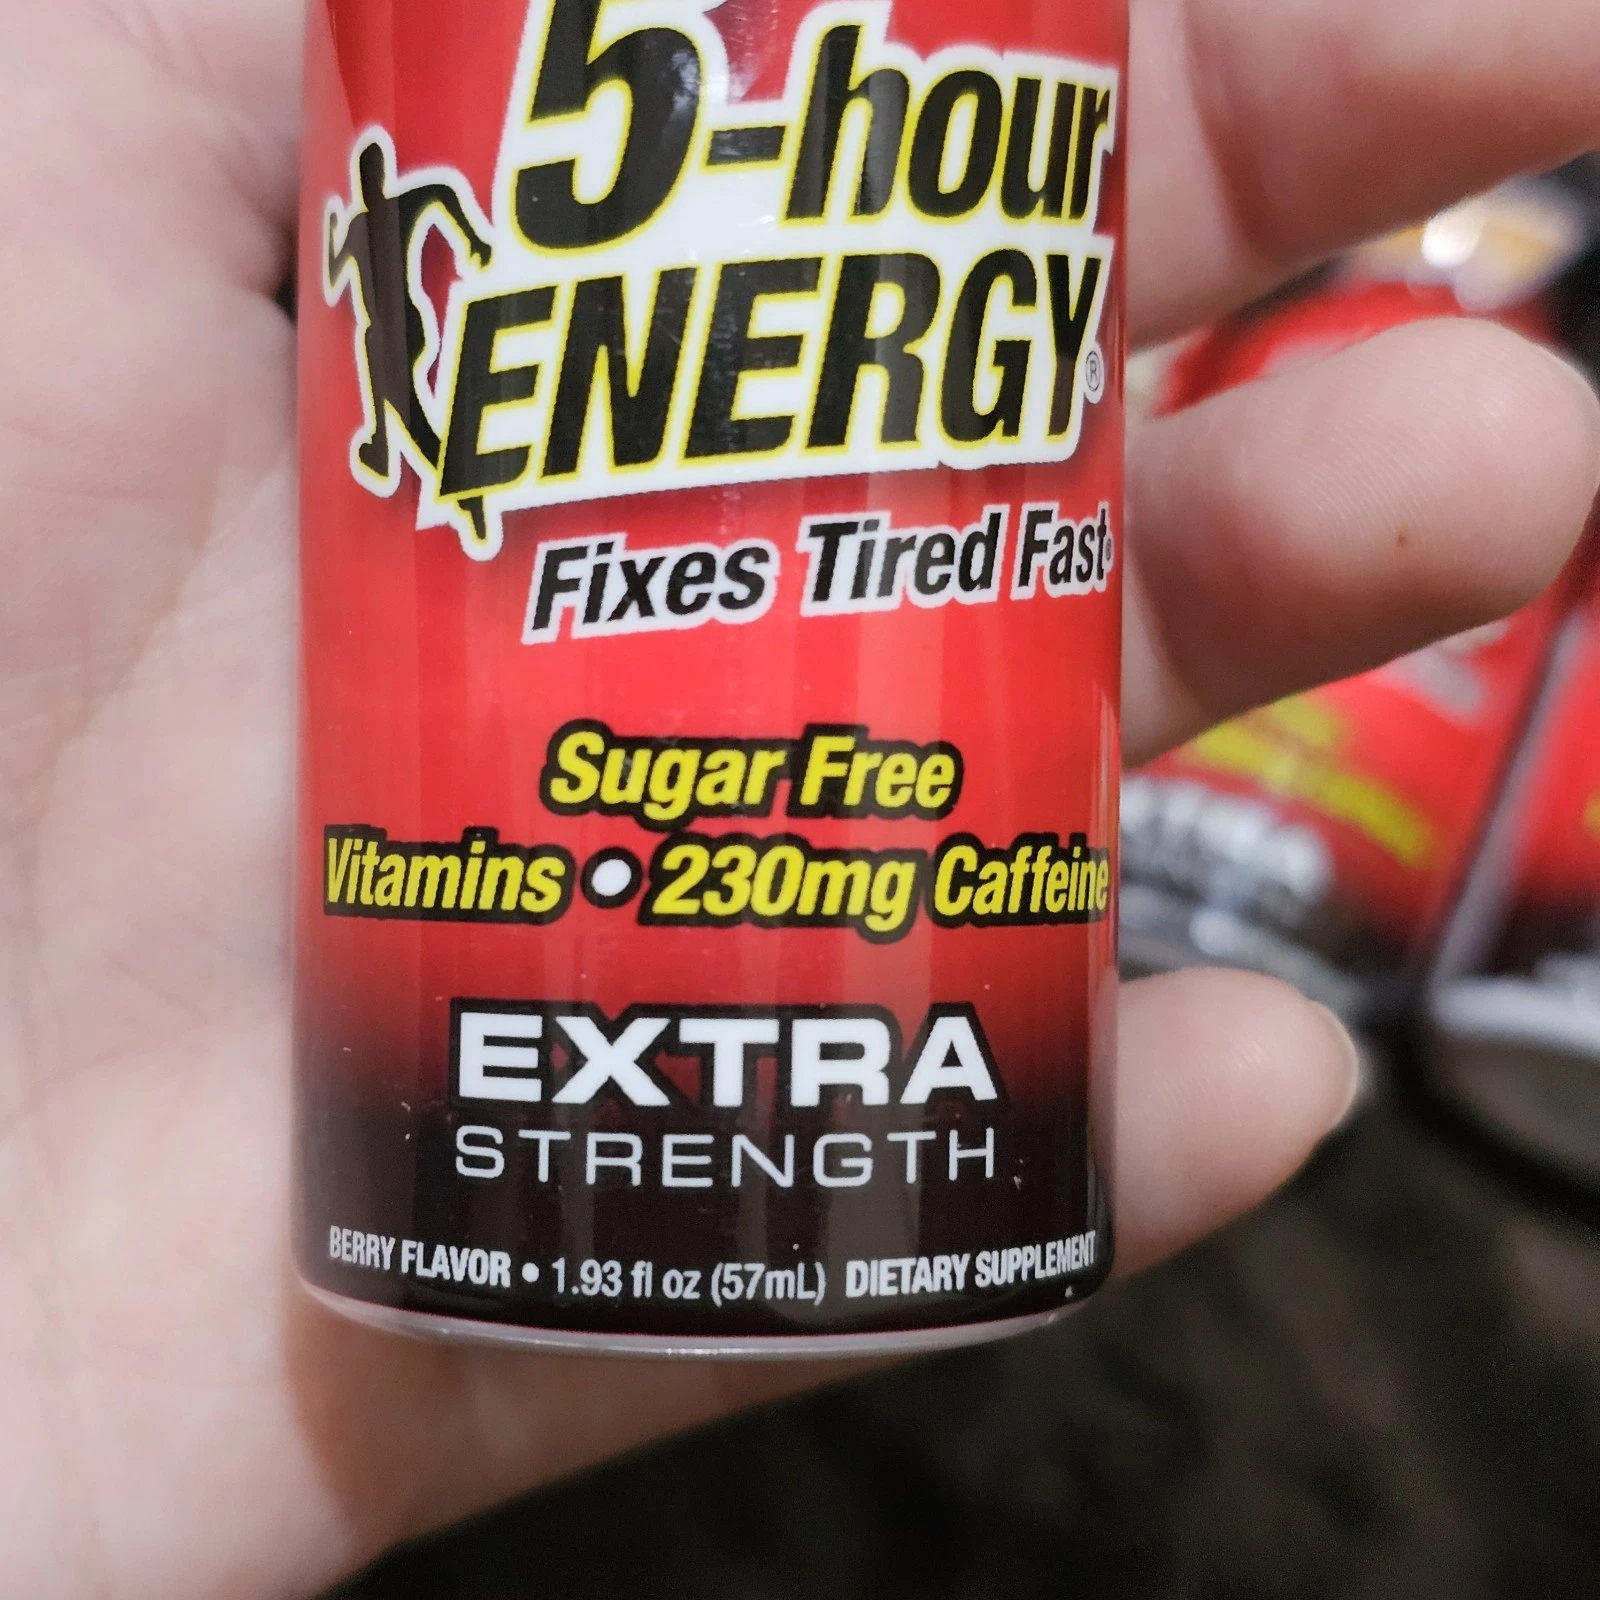 5-hour
ENERGY®
Fixes Tired Fast®
Sugar Free
Vitamins • 230mg Caffeine
EXTRA
STRENGTH
BERRY FLAVOR • 1.93 fl oz (57mL) DIETARY SUPPLEMENT